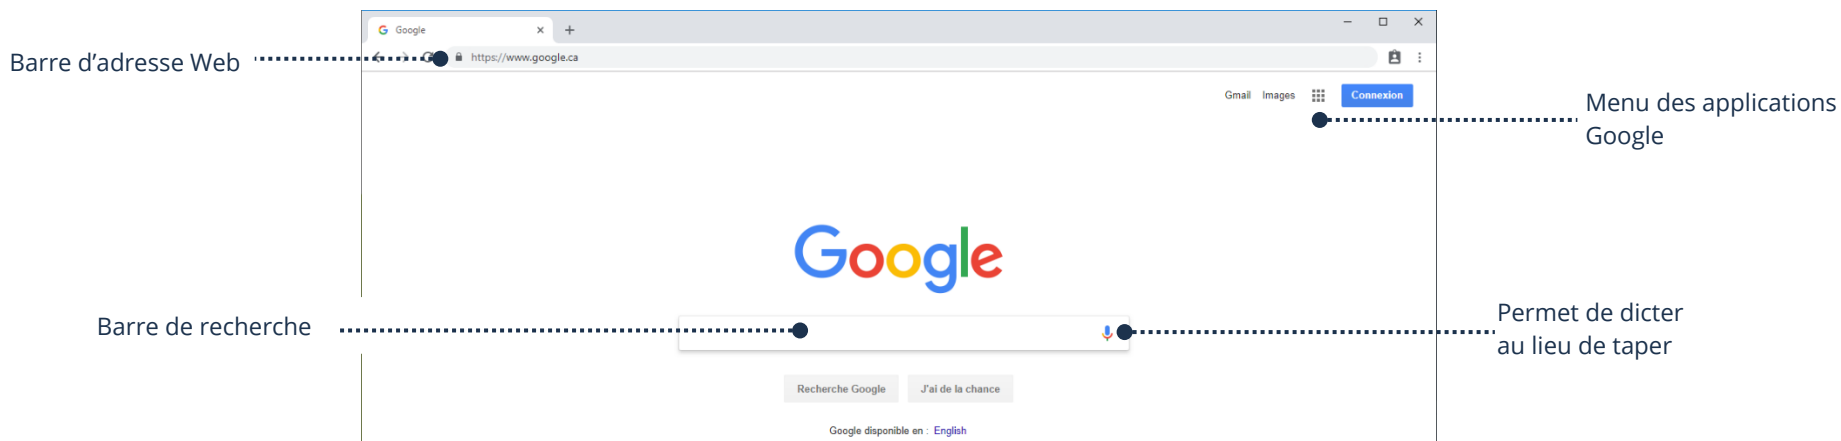 Google
Barre d’adresse Web
https://www.google.ca
Gmail Images
Connexion
Menu des applications
Google
Google
Barre de recherche
Permet de dicter
au lieu de taper
Recherche Google
J'ai de la chance
Google disponible en : English